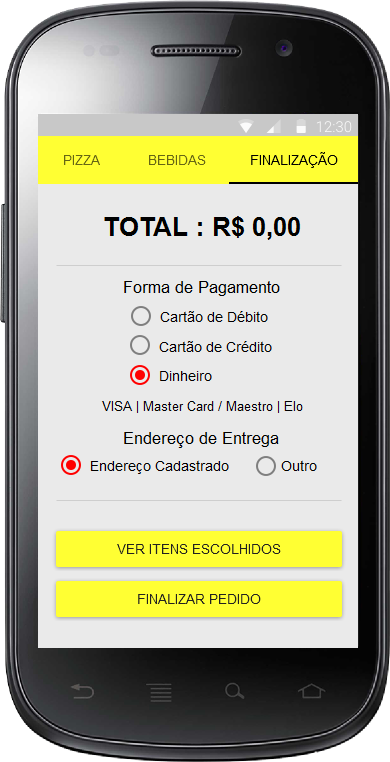 12:30
PIZZA BEBIDAS FINALIZAÇÃO
TOTAL : R$ 0,00
Forma de Pagamento
Cartão de Débito
Cartão de Crédito
Dinheiro
VISA | Master Card / Maestro | Elo
Endereço de Entrega
Endereço Cadastrado Outro
VER ITENS ESCOLHIDOS
FINALIZAR PEDIDO